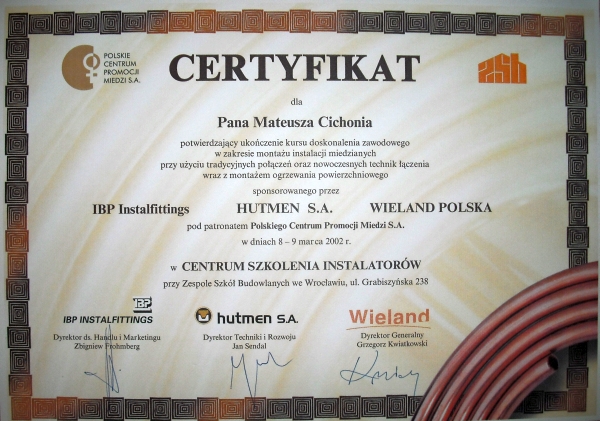 POLSKIE
CENTRUM
PROMOCJI
MIEDZI S.A.
CERTYFIKAT
zsb
dla
Pana Mateusza Cichonia
potwierdzający ukończenie kursu doskonalenia zawodowego
w zakresie montażu instalacji miedzianych
przy użyciu tradycyjnych połączeń oraz nowoczesnych technik łączenia
wraz z montażem ogrzewania powierzchniowego
sponsorowanego przez
IBP Instalfittings HUTMEN S.A. WIELAND POLSKA
pod patronatem Polskiego Centrum Promocji Miedzi S.A.
w dniach 8 – 9 marca 2002 r.
w CENTRUM SZKOLENIA INSTALATORÓW
przy Zespole Szkół Budowlanych we Wrocławiu, ul. Grabiszyńska 238
IBP
IBP INSTALFITTINGS
Dyrektor ds. Handlu i Marketingu
Zbigniew Frohmberg
hutmen S.A.
Dyrektor Techniki i Rozwoju
Jan Sendal
Wieland
Dyrektor Generalny
Grzegorz Kwiatkowski